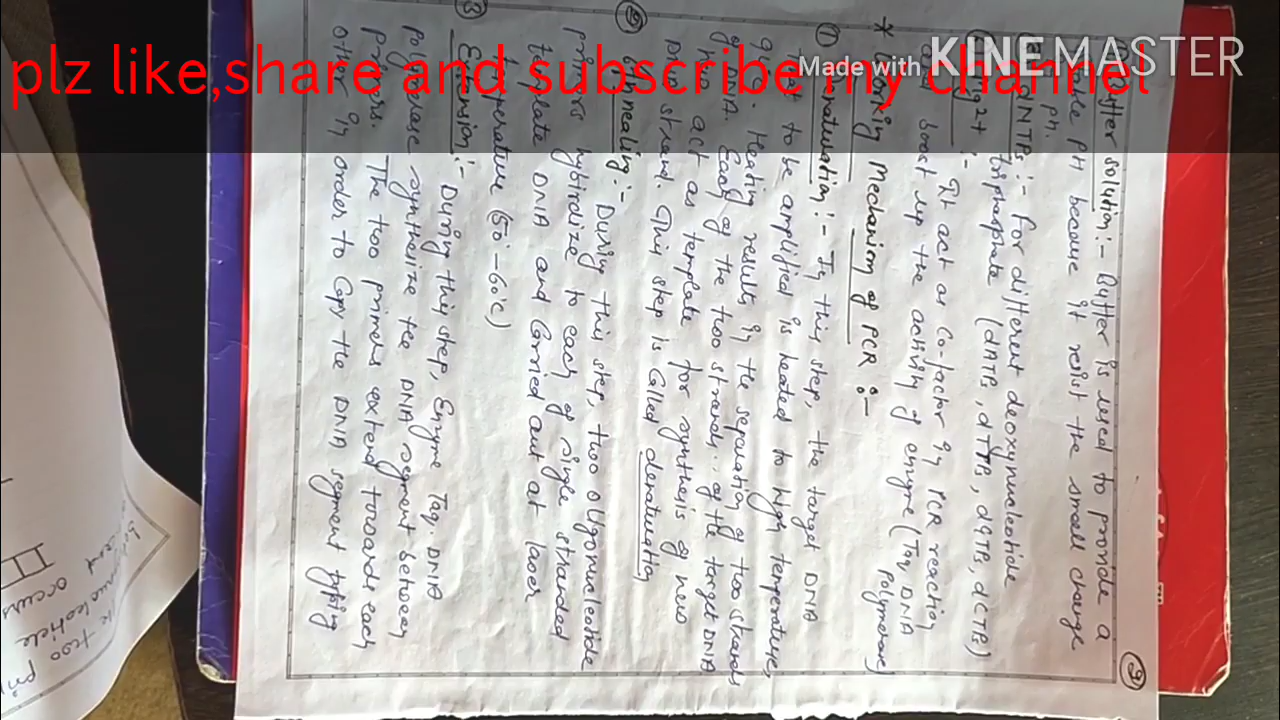 plz like,share and subscribe my channel
Made with KINEMASTER
9
Buffer solution:- Buffer is used to provide a
pH because it resist the small change
pH.
dNTPs:- For different deoxynucleotide
triphosphate (dATP, dTTP, dGTP, dCTP)
Mg2+ :- It act as Co-factor in PCR reaction
boost up the activity of enzyme (Taq DNA
Polymerase)
* Working Mechanism of PCR :-
① Denaturation:- In this step, the target DNA
to be amplified is heated to high temperature,
Heating results in the separation of two strands
of DNA. Each of the two strands.. of the target DNA
act as template for synthesis of new
DNA strand. This step is Called denaturation
② Annealing:- During this step, two oligonucleotide
primers hybridize to each of single stranded
template DNA and Carried out at lower
temperature (50°-60°c)
3 Extension:- During this step, Enzyme Taq. DNA
Polymerase synthesize the DNA segment between
primers. The two primers extend towards each
other in order to Copy the DNA segment lying
two
nucleotide
occurs